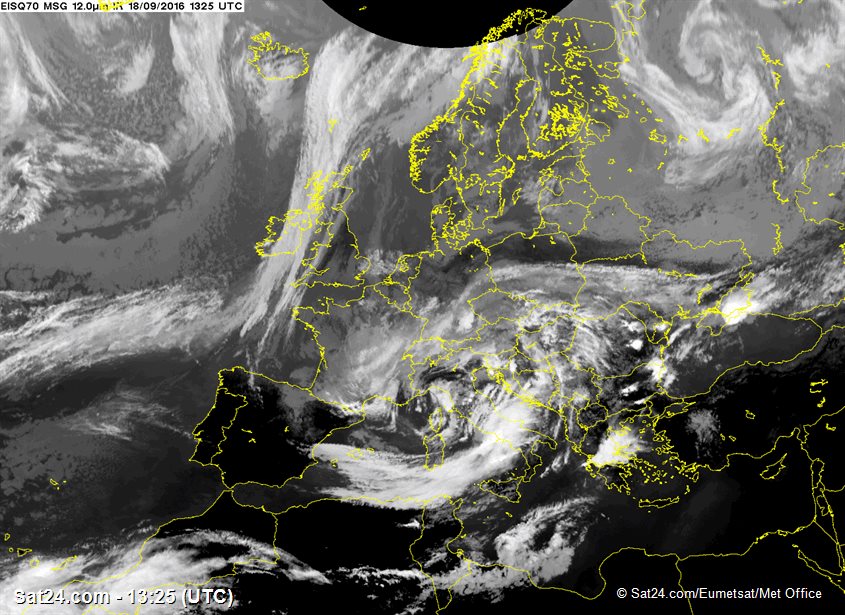 EISQ70 MSG 12.0µm IR 18/09/2016 1325 UTC
Sat24.com - 13:25 (UTC)
© Sat24.com/Eumetsat/Met Office